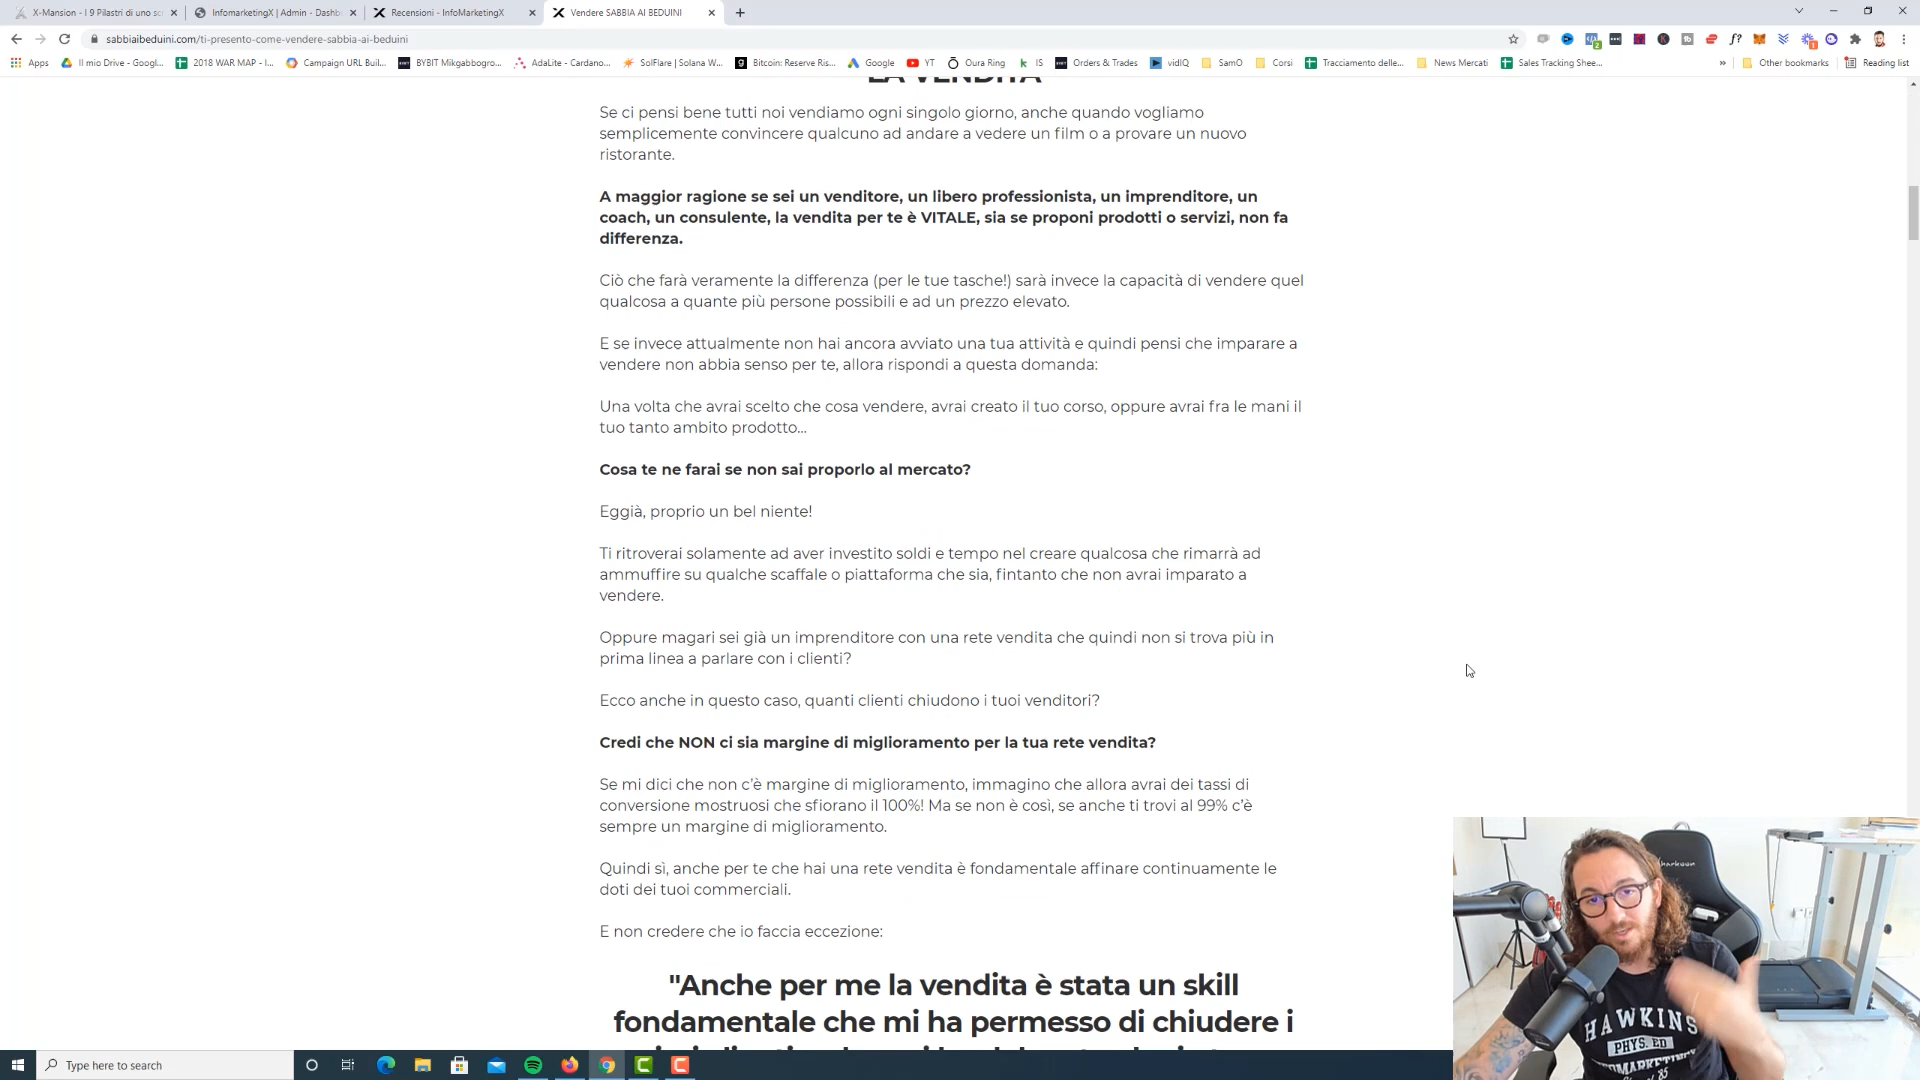 X-Mansion - I 9 Pilastri di uno scr
InfomarketingX | Admin - Dashb
Recensioni - InfoMarketingX
Vendere SABBIA AI BEDUINI
sabbiaibeduini.com/ti-presento-come-vendere-sabbia-ai-beduini
Apps
Il mio Drive - Googl...
2018 WAR MAP - I...
Campaign URL Buil...
BYBIT Mikgabbogro...
AdaLite - Cardano...
SolFlare | Solana W...
Bitcoin: Reserve Ris...
Google
YT
Oura Ring
IS
Orders & Trades
vidIQ
SamO
Corsi
Tracciamento delle...
News Mercati
Sales Tracking Shee...
Other bookmarks
Reading list
LA VENDITA
Se ci pensi bene tutti noi vendiamo ogni singolo giorno, anche quando vogliamo
semplicemente convincere qualcuno ad andare a vedere un film o a provare un nuovo
ristorante.
A maggior ragione se sei un venditore, un libero professionista, un imprenditore, un
coach, un consulente, la vendita per te è VITALE, sia se proponi prodotti o servizi, non fa
differenza.
Ciò che farà veramente la differenza (per le tue tasche!) sarà invece la capacità di vendere quel
qualcosa a quante più persone possibili e ad un prezzo elevato.
E se invece attualmente non hai ancora avviato una tua attività e quindi pensi che imparare a
vendere non abbia senso per te, allora rispondi a questa domanda:
Una volta che avrai scelto che cosa vendere, avrai creato il tuo corso, oppure avrai fra le mani il
tuo tanto ambito prodotto...
Cosa te ne farai se non sai proporlo al mercato?
Eggià, proprio un bel niente!
Ti ritroverai solamente ad aver investito soldi e tempo nel creare qualcosa che rimarrà ad
ammuffire su qualche scaffale o piattaforma che sia, fintanto che non avrai imparato a
vendere.
Oppure magari sei già un imprenditore con una rete vendita che quindi non si trova più in
prima linea a parlare con i clienti?
Ecco anche in questo caso, quanti clienti chiudono i tuoi venditori?
Credi che NON ci sia margine di miglioramento per la tua rete vendita?
Se mi dici che non c'è margine di miglioramento, immagino che allora avrai dei tassi di
conversione mostruosi che sfiorano il 100%! Ma se non è così, se anche ti trovi al 99% c'è
sempre un margine di miglioramento.
Quindi sì, anche per te che hai una rete vendita è fondamentale affinare continuamente le
doti dei tuoi commerciali.
E non credere che io faccia eccezione:
"Anche per me la vendita è stata un skill
fondamentale che mi ha permesso di chiudere i
Sharkoon
HAWKINS
PHYS. ED
Type here to search